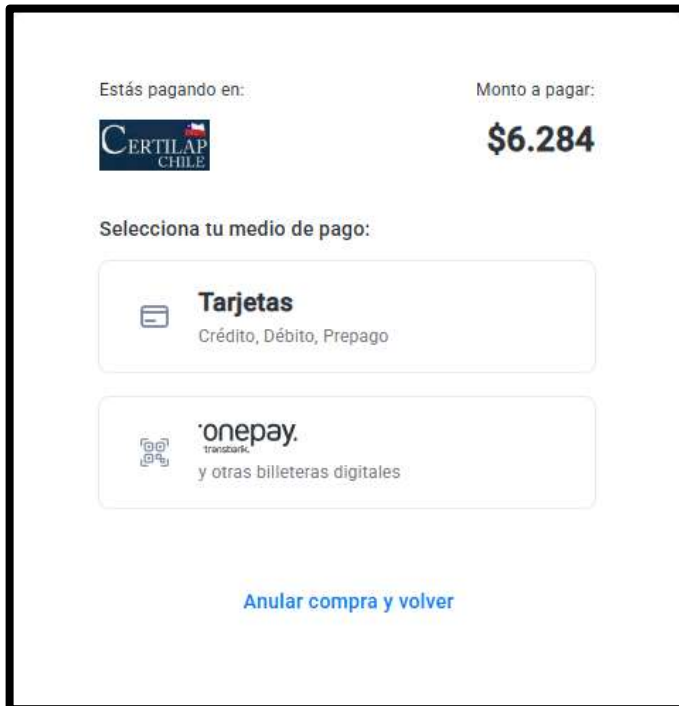 Estás pagando en:
Monto a pagar:
CERTILAP
CHILE
$6.284
Selecciona tu medio de pago:
Tarjetas
Crédito, Débito, Prepago
onepay.
transbank.
y otras billeteras digitales
Anular compra y volver